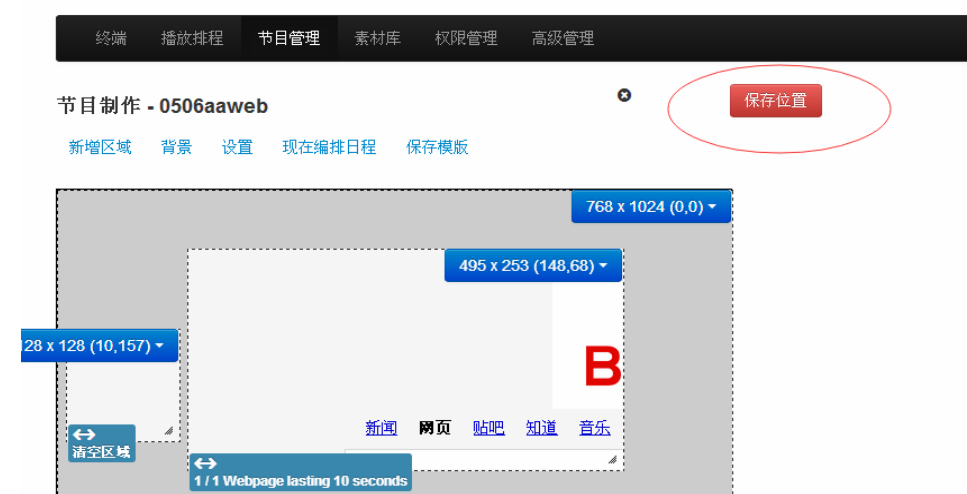 终端 播放排程 节目管理 素材库 权限管理 高级管理
节目制作 - 0506aaweb
保存位置
新增区域 背景 设置 现在编排日程 保存模版
768 x 1024 (0,0)
495 x 253 (148,68)
28 x 128 (10,157)
B
新闻 网页 贴吧 知道 音乐
清空区域
1 / 1 Webpage lasting 10 seconds